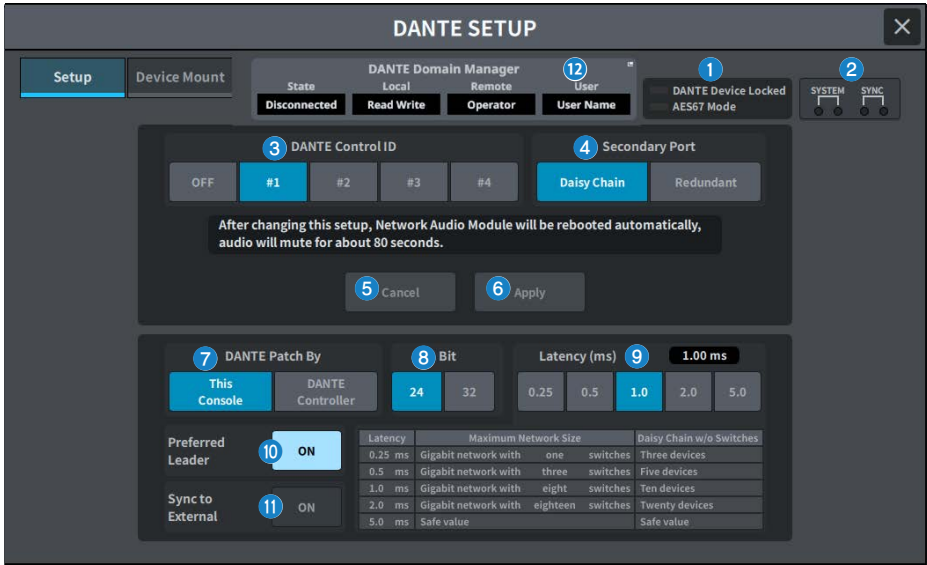 DANTE SETUP
Setup
Device Mount
DANTE Domain Manager
12
State Local Remote User
Disconnected Read Write Operator User Name
1
DANTE Device Locked
AES67 Mode
2
SYSTEM SYNC
3 DANTE Control ID
OFF #1 #2 #3 #4
4 Secondary Port
Daisy Chain Redundant
After changing this setup, Network Audio Module will be rebooted automatically,
audio will mute for about 80 seconds.
5 Cancel
6 Apply
7 DANTE Patch By
This
Console
DANTE
Controller
8 Bit
24 32
Latency (ms) 9 1.00 ms
0.25 0.5 1.0 2.0 5.0
Preferred
Leader
10 ON
Sync to
External
11 ON
Latency Maximum Network Size Daisy Chain w/o Switches
0.25 ms Gigabit network with one switches Three devices
0.5 ms Gigabit network with three switches Five devices
1.0 ms Gigabit network with eight switches Ten devices
2.0 ms Gigabit network with eighteen switches Twenty devices
5.0 ms Safe value Safe value